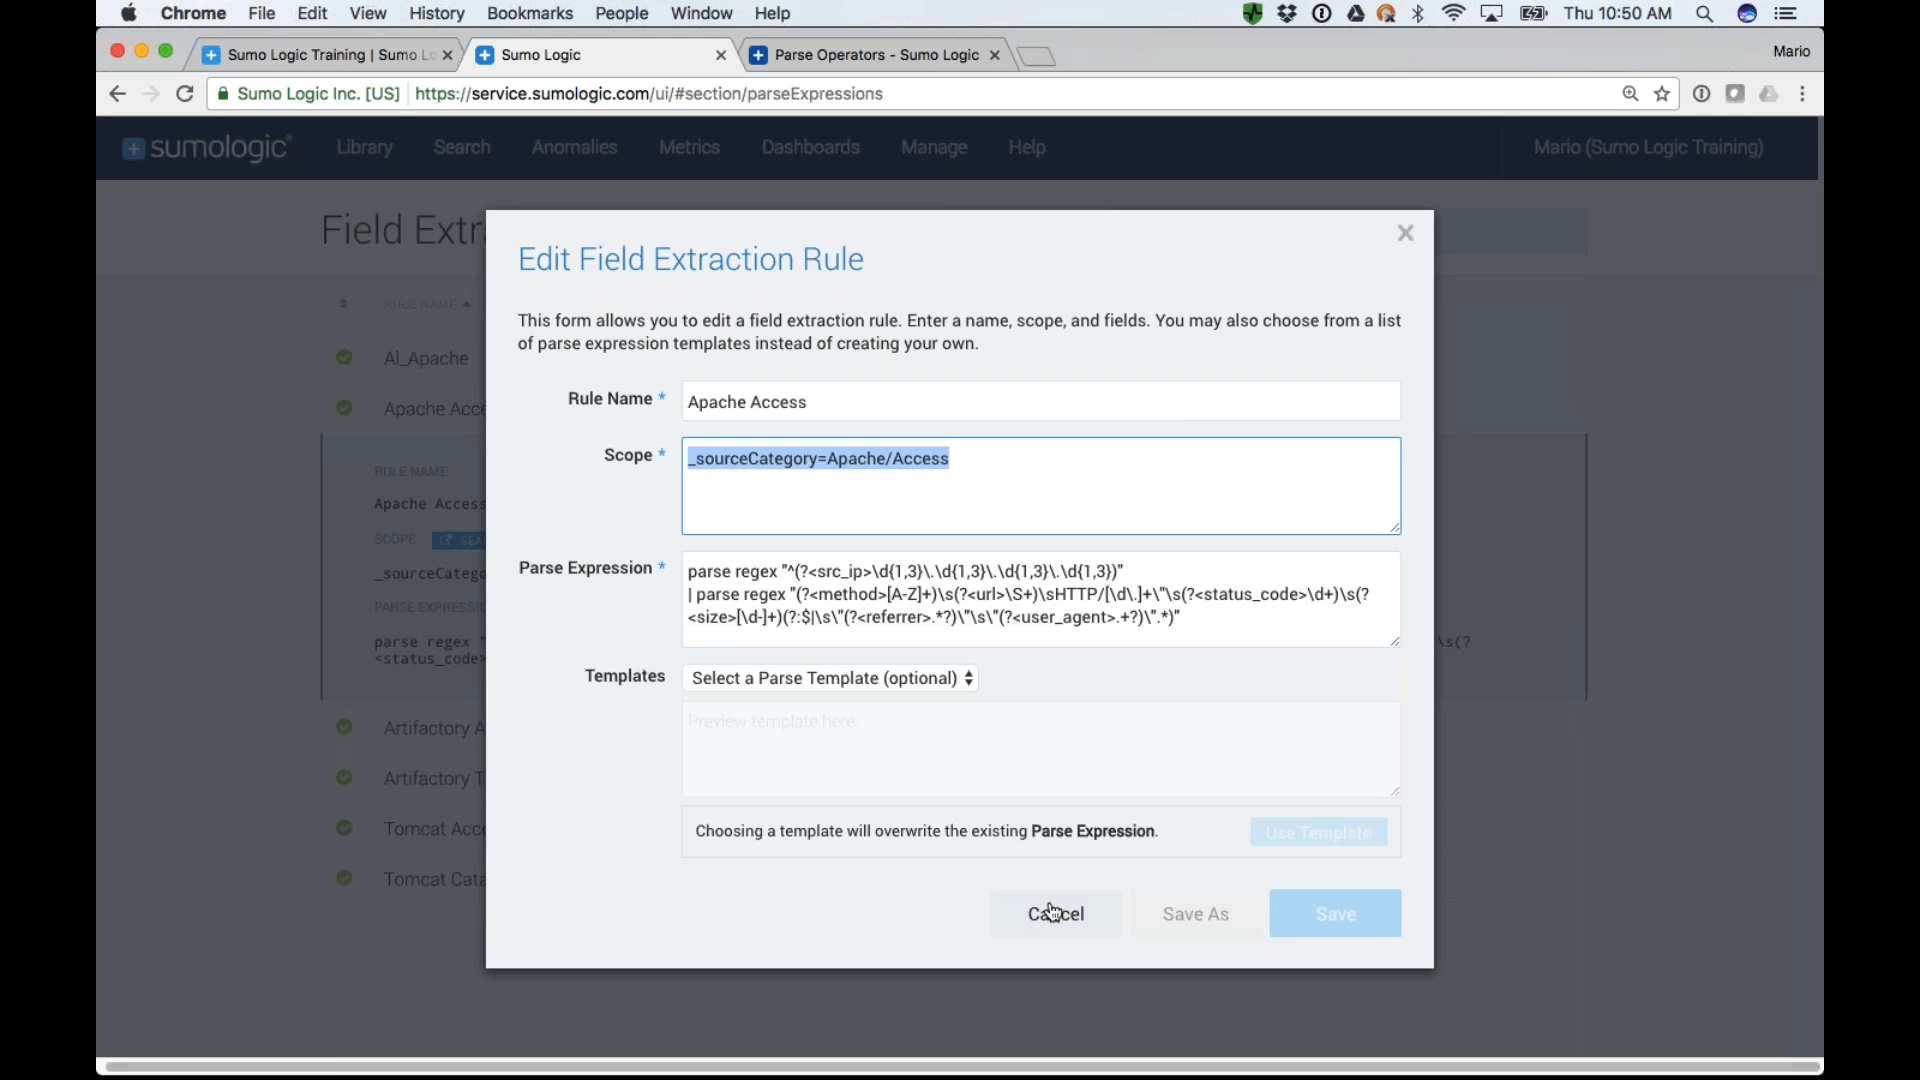 Chrome File Edit View History Bookmarks People Window Help Thu 10:50 AM
Sumo Logic Training | Sumo Lo Sumo Logic Parse Operators - Sumo Logic Mario
Sumo Logic Inc. [US] https://service.sumologic.com/ui/#section/parseExpressions
sumologic Library Search Anomalies Metrics Dashboards Manage Help Mario (Sumo Logic Training)
Field Extr
Edit Field Extraction Rule
This form allows you to edit a field extraction rule. Enter a name, scope, and fields. You may also choose from a list
of parse expression templates instead of creating your own.
RULE NAME
Al_Apache
Apache Acce
RULE NAME
Apache Access
SCOPE SEA
_sourceCatego
PARSE EXPRESSIO
parse regex "
<status_code>
\s(?
Artifactory A
Artifactory T
Tomcat Acc
Tomcat Cata
Rule Name * Apache Access
Scope * _sourceCategory=Apache/Access
Parse Expression * parse regex "^(?<src_ip>\d{1,3}\.\d{1,3}\.\d{1,3}\.\d{1,3})"
| parse regex "(?<method>[A-Z]+)\s(?<url>\S+)\sHTTP/[\d\.]+\"\s(?<status_code>\d+)\s(?
<size>[\d-]+)(?:$|\s\"(?<referrer>.*?)\"\s\"(?<user_agent>.+?)\".*)"
Templates Select a Parse Template (optional)
Preview template here.
Choosing a template will overwrite the existing Parse Expression. Use Template
Cancel Save As Save